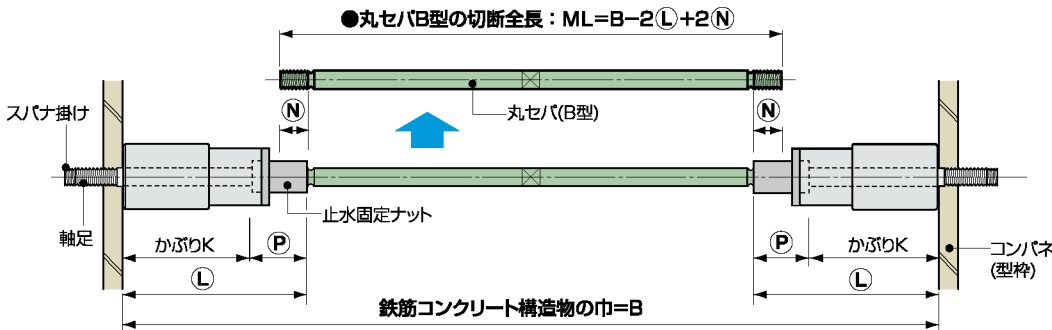 ●丸セパB型の切断全長：ML=B−2Ⓛ+2Ⓝ
スパナ掛け
Ⓝ
丸セパ(B型)
Ⓝ
止水固定ナット
軸足
かぶりK
Ⓟ
Ⓟ
かぶりK
コンパネ
(型枠)
Ⓛ
Ⓛ
鉄筋コンクリート構造物の巾=B